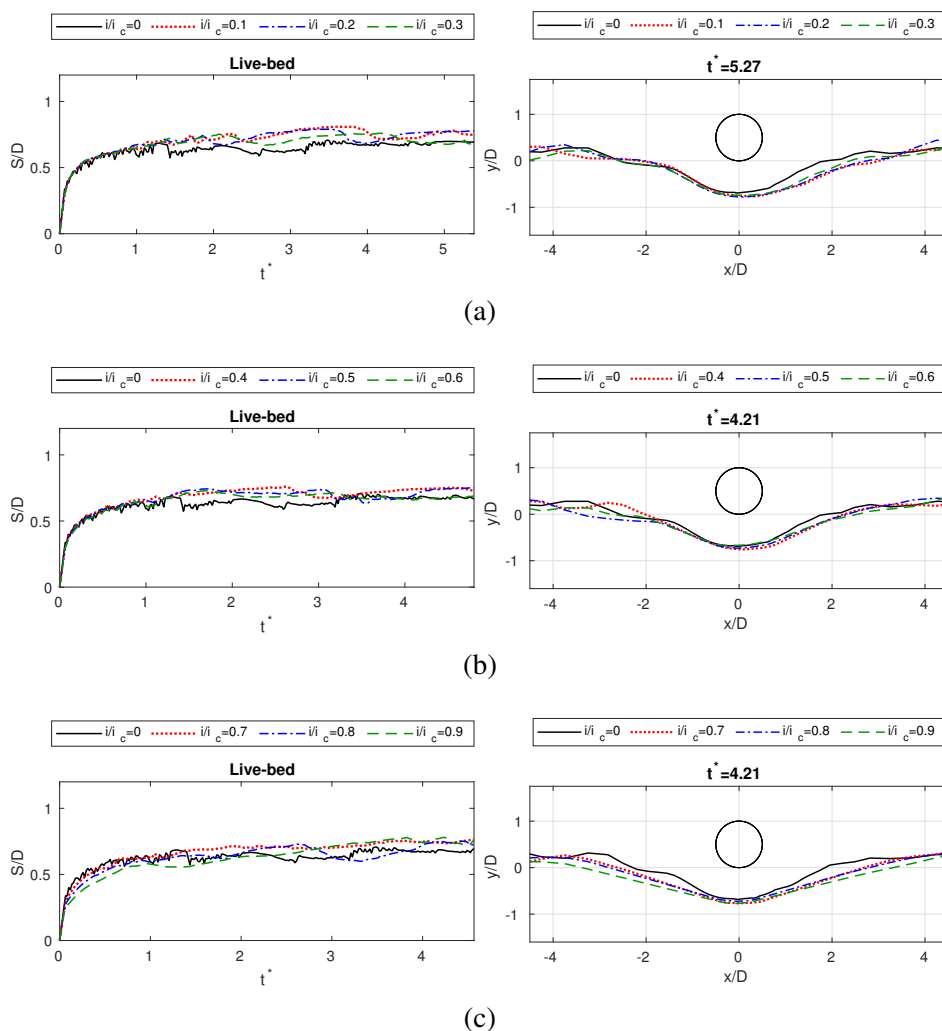 i/i c=0 i/i c=0.1 i/i c=0.2 i/i c=0.3
Live-bed
1
0.5
0
S/D
0 1 2 3 4 5
t*
i/i c=0 i/i c=0.1 i/i c=0.2 i/i c=0.3
t*=5.27
1
0
-1
y/D
-4 -2 0 2 4
x/D
(a)
i/i c=0 i/i c=0.4 i/i c=0.5 i/i c=0.6
Live-bed
1
0.5
0
S/D
0 1 2 3 4
t*
i/i c=0 i/i c=0.4 i/i c=0.5 i/i c=0.6
t*=4.21
1
0
-1
y/D
-4 -2 0 2 4
x/D
(b)
i/i c=0 i/i c=0.7 i/i c=0.8 i/i c=0.9
Live-bed
1
0.5
0
S/D
0 1 2 3 4
t*
i/i c=0 i/i c=0.7 i/i c=0.8 i/i c=0.9
t*=4.21
1
0
-1
y/D
-4 -2 0 2 4
x/D
(c)